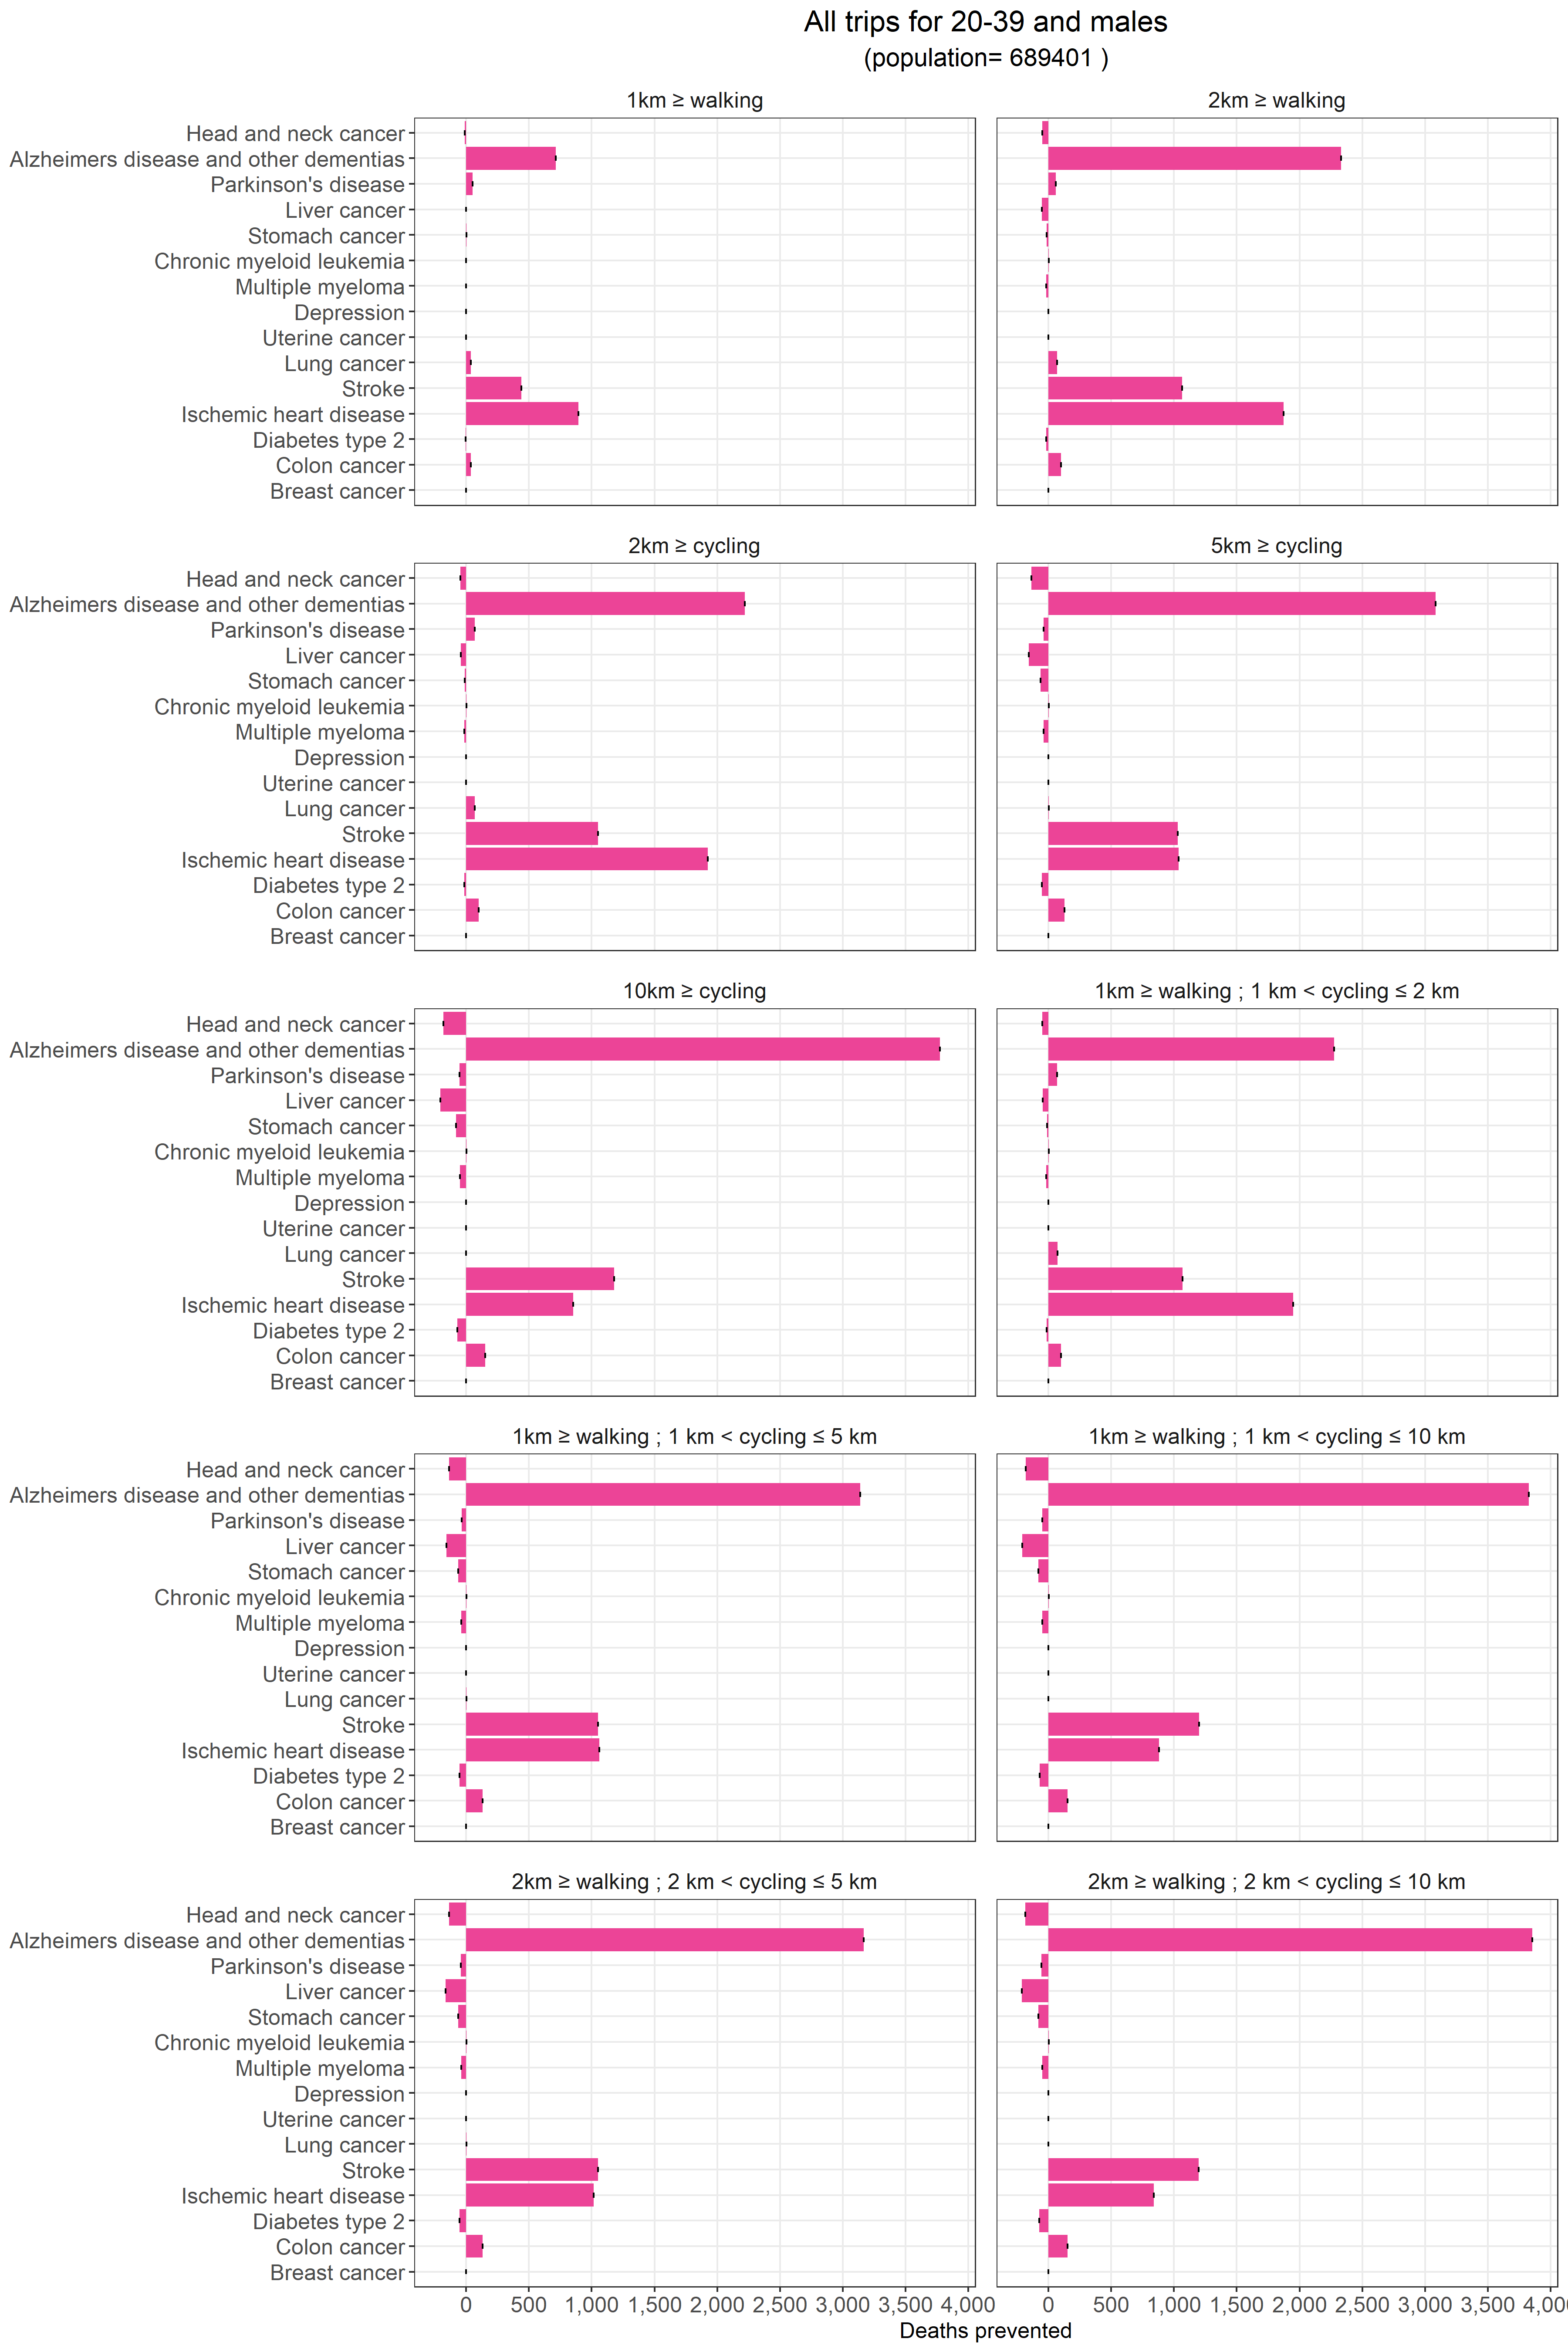 All trips for 20-39 and males
(population= 689401 )
1km ≥ walking
2km ≥ walking
Head and neck cancer
Alzheimers disease and other dementias
Parkinson's disease
Liver cancer
Stomach cancer
Chronic myeloid leukemia
Multiple myeloma
Depression
Uterine cancer
Lung cancer
Stroke
Ischemic heart disease
Diabetes type 2
Colon cancer
Breast cancer
2km ≥ cycling
5km ≥ cycling
Head and neck cancer
Alzheimers disease and other dementias
Parkinson's disease
Liver cancer
Stomach cancer
Chronic myeloid leukemia
Multiple myeloma
Depression
Uterine cancer
Lung cancer
Stroke
Ischemic heart disease
Diabetes type 2
Colon cancer
Breast cancer
10km ≥ cycling
1km ≥ walking ; 1 km < cycling ≤ 2 km
Head and neck cancer
Alzheimers disease and other dementias
Parkinson's disease
Liver cancer
Stomach cancer
Chronic myeloid leukemia
Multiple myeloma
Depression
Uterine cancer
Lung cancer
Stroke
Ischemic heart disease
Diabetes type 2
Colon cancer
Breast cancer
1km ≥ walking ; 1 km < cycling ≤ 5 km
1km ≥ walking ; 1 km < cycling ≤ 10 km
Head and neck cancer
Alzheimers disease and other dementias
Parkinson's disease
Liver cancer
Stomach cancer
Chronic myeloid leukemia
Multiple myeloma
Depression
Uterine cancer
Lung cancer
Stroke
Ischemic heart disease
Diabetes type 2
Colon cancer
Breast cancer
2km ≥ walking ; 2 km < cycling ≤ 5 km
2km ≥ walking ; 2 km < cycling ≤ 10 km
Head and neck cancer
Alzheimers disease and other dementias
Parkinson's disease
Liver cancer
Stomach cancer
Chronic myeloid leukemia
Multiple myeloma
Depression
Uterine cancer
Lung cancer
Stroke
Ischemic heart disease
Diabetes type 2
Colon cancer
Breast cancer
0 500 1,000 1,500 2,000 2,500 3,000 3,500 4,000
0 500 1,000 1,500 2,000 2,500 3,000 3,500
Deaths prevented